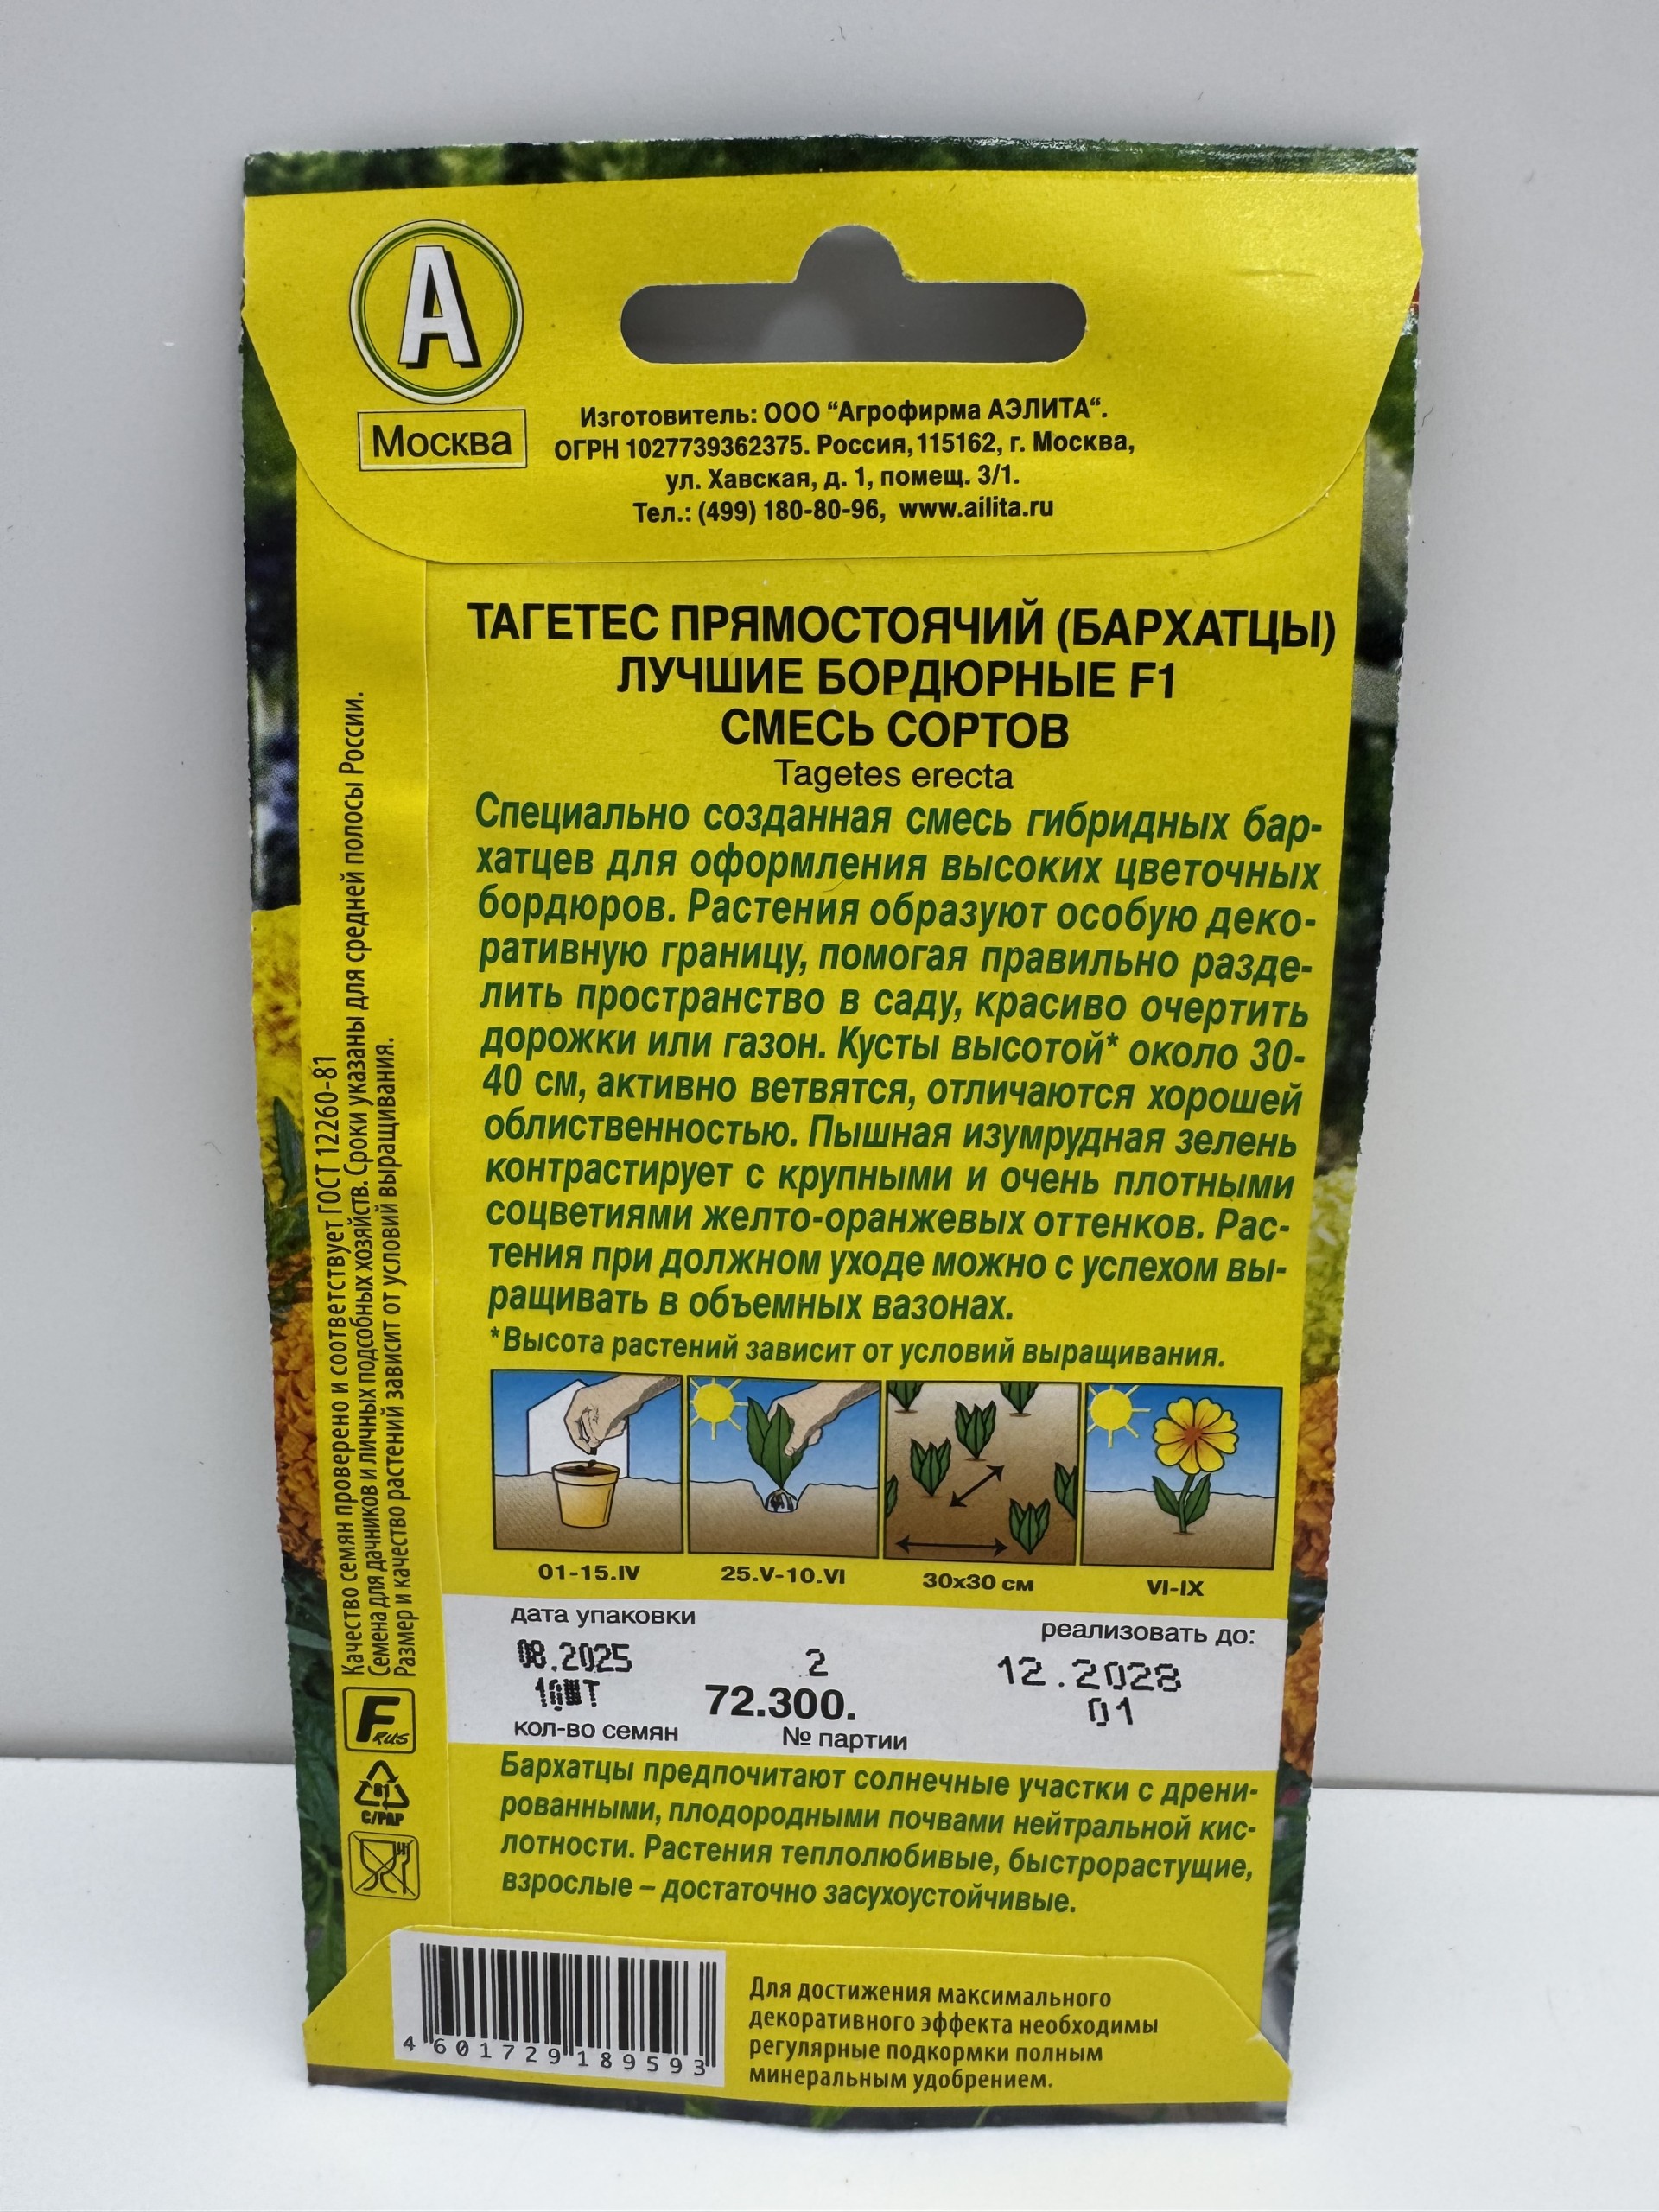 А
Москва
Изготовитель: ООО “Агрофирма АЭЛИТА“.
ОГРН 1027739362375. Россия, 115162, г. Москва,
ул. Хавская, д. 1, помещ. 3/1.
Тел.: (499) 180-80-96, www.ailita.ru
ТАГЕТЕС ПРЯМОСТОЯЧИЙ (БАРХАТЦЫ)
ЛУЧШИЕ БОРДЮРНЫЕ F1
СМЕСЬ СОРТОВ
Tagetes erecta
Специально созданная смесь гибридных бар-
хатцев для оформления высоких цветочных
бордюров. Растения образуют особую деко-
ративную границу, помогая правильно разде-
лить пространство в саду, красиво очертить
дорожки или газон. Кусты высотой* около 30-
40 см, активно ветвятся, отличаются хорошей
облиственностью. Пышная изумрудная зелень
контрастирует с крупными и очень плотными
соцветиями желто-оранжевых оттенков. Рас-
тения при должном уходе можно с успехом вы-
ращивать в объемных вазонах.
*Высота растений зависит от условий выращивания.
01-15.IV
25.V-10.VI
30x30 см
VI-IX
дата упаковки
реализовать до:
08.2025
2
12.2028
10ШТ
72.300.
01
кол-во семян
№ партии
Бархатцы предпочитают солнечные участки с дрени-
рованными, плодородными почвами нейтральной кис-
лотности. Растения теплолюбивые, быстрорастущие,
взрослые – достаточно засухоустойчивые.
Качество семян проверено и соответствует ГОСТ 12260-81
Семена для дачников и личных подсобных хозяйств. Сроки указаны для средней полосы России.
Размер и качество растений зависит от условий выращивания.
F RUS
81
C/PAP
4 601729 189593
Для достижения максимального
декоративного эффекта необходимы
регулярные подкормки полным
минеральным удобрением.